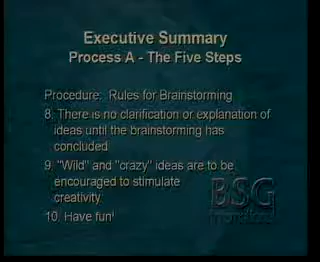 Executive Summary
Process A - The Five Steps
Procedure: Rules for Brainstorming
8. There is no clarification or explanation of
ideas until the brainstorming has
concluded
9. "Wild" and "crazy" ideas are to be
encouraged to stimulate
creativity.
10. Have fun!
BSG
Innovations!